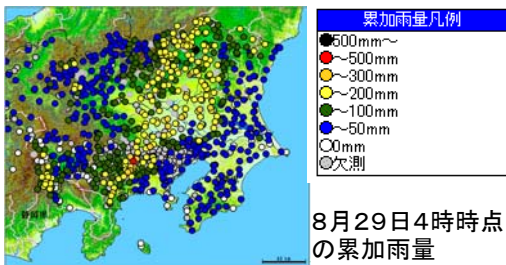 累加雨量凡例
500mm～
～500mm
～300mm
～200mm
～100mm
～50mm
0mm
欠測
静岡県
8月29日4時時点
の累加雨量